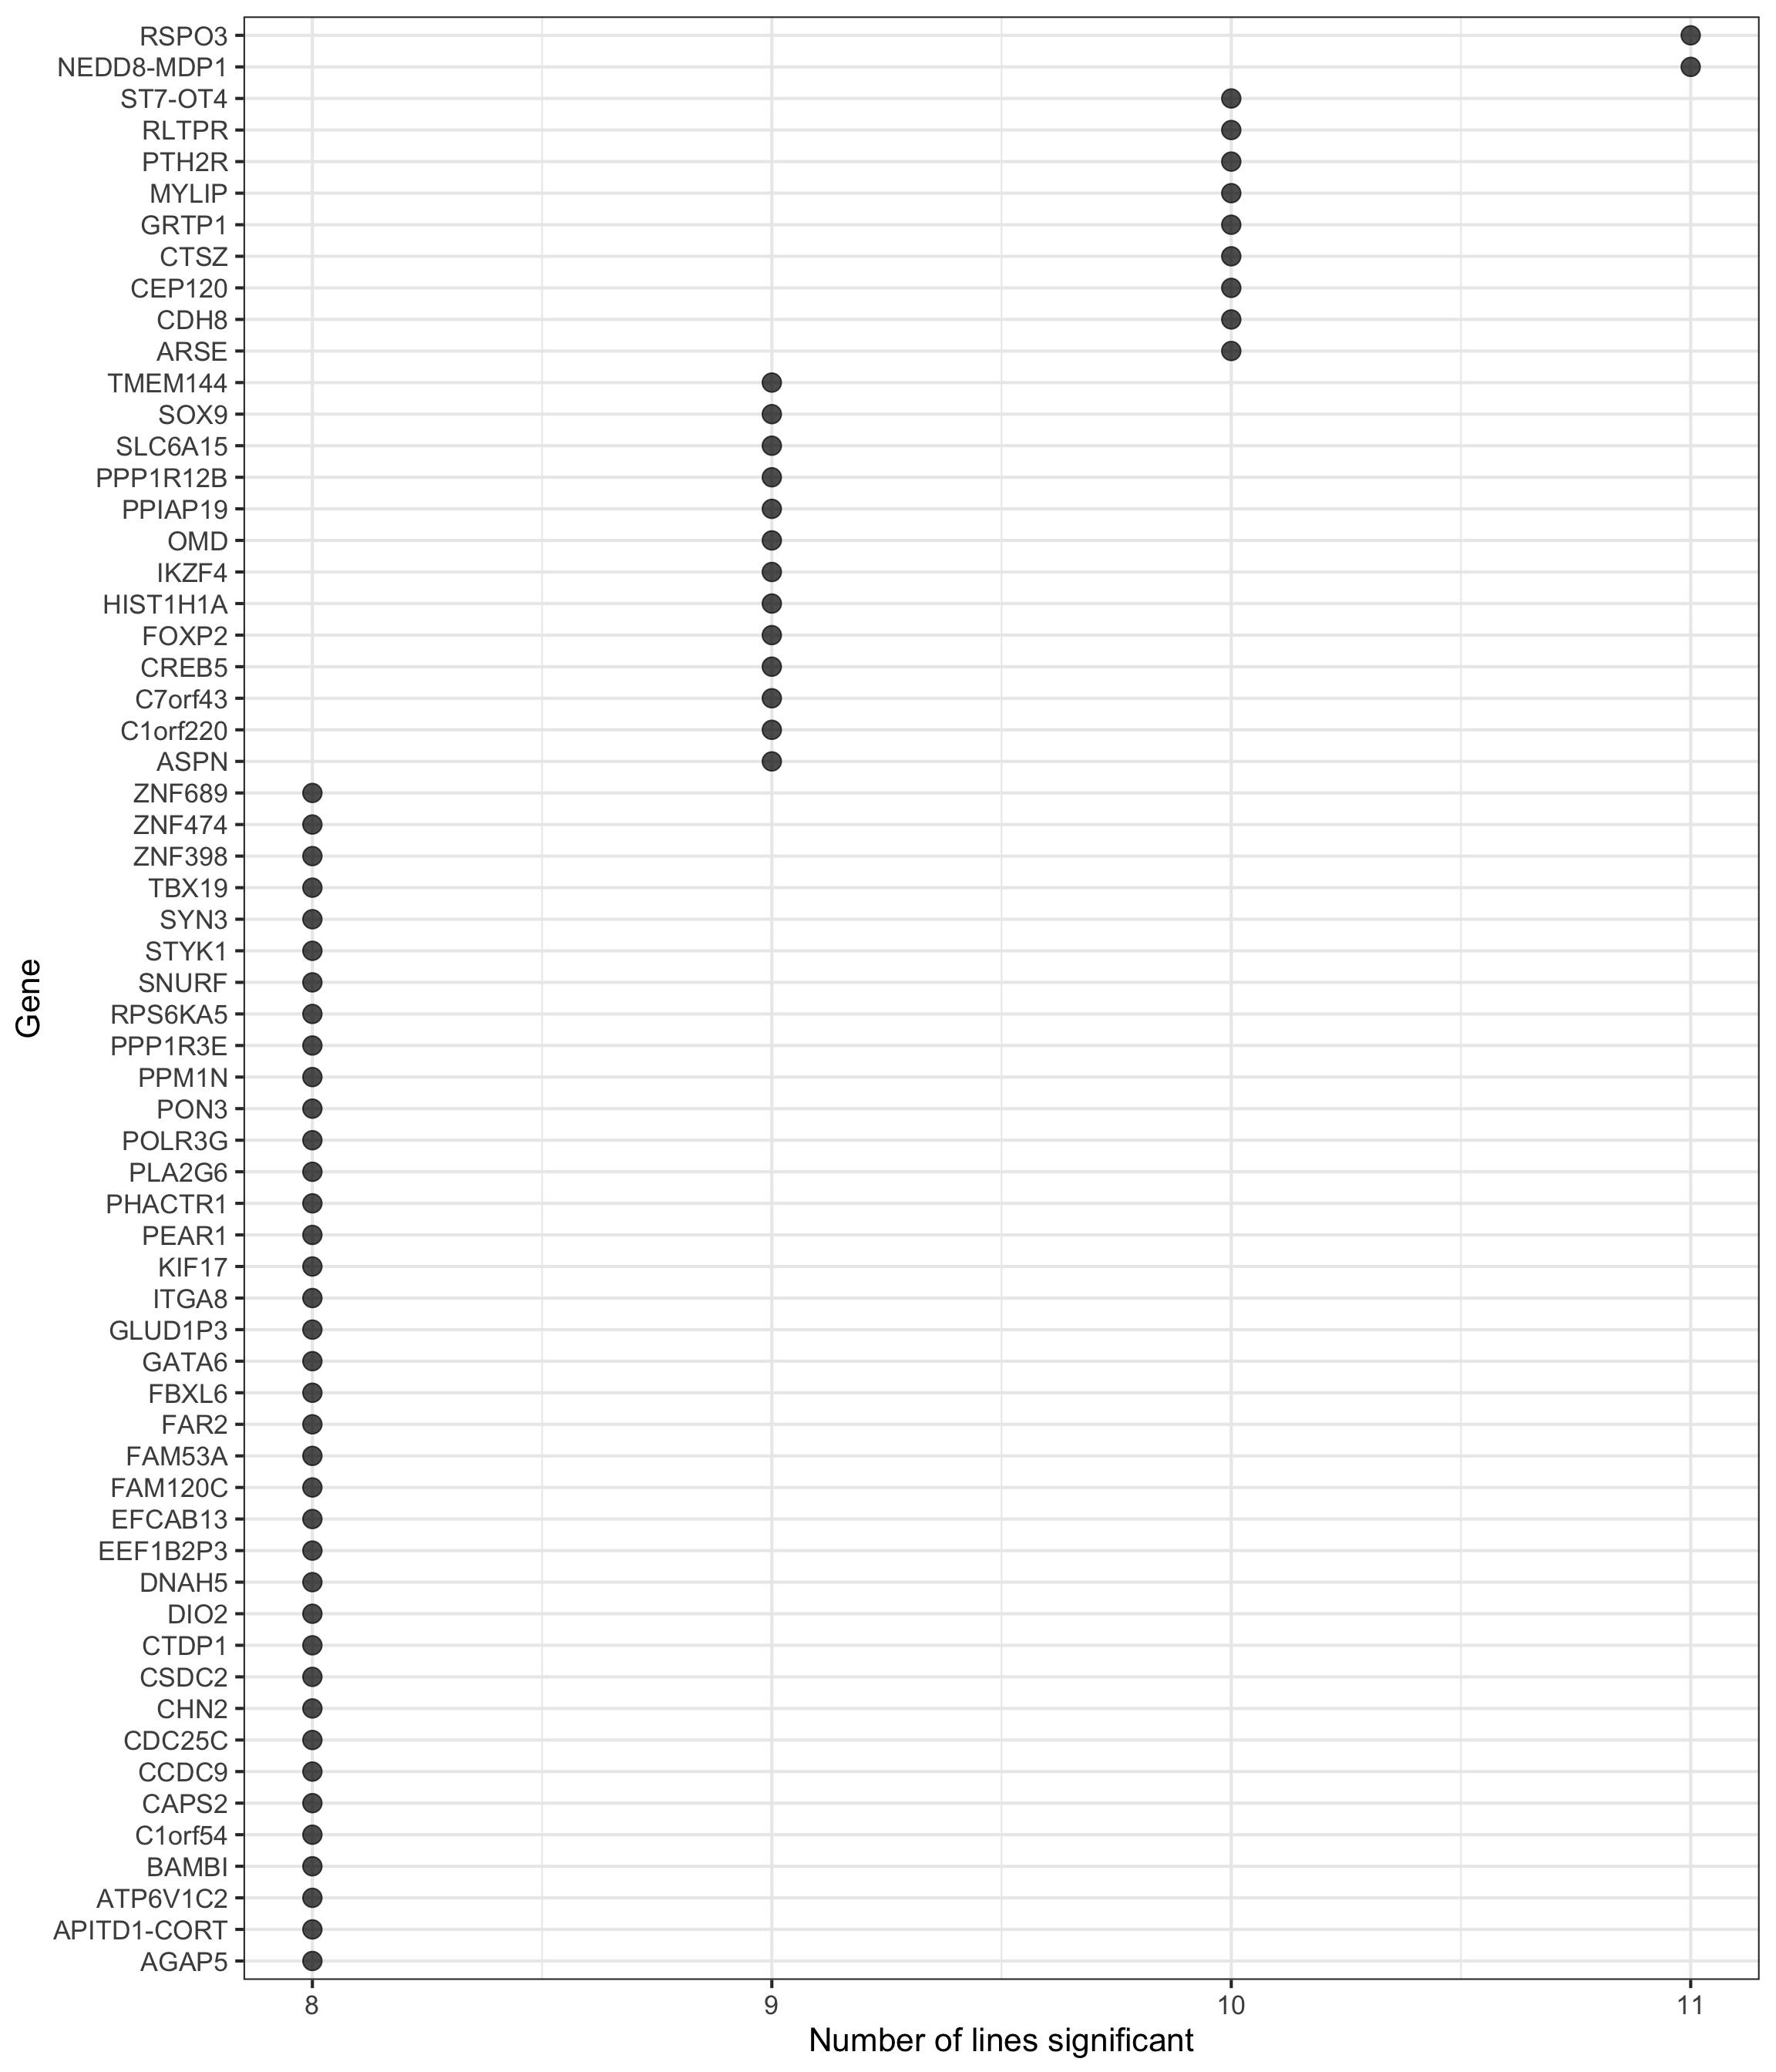 RSPO3
NEDD8-MDP1
ST7-OT4
RLTPR
PTH2R
MYLIP
GRTP1
CTSZ
CEP120
CDH8
ARSE
TMEM144
SOX9
SLC6A15
PPP1R12B
PPIAP19
OMD
IKZF4
HIST1H1A
FOXP2
CREB5
C7orf43
C1orf220
ASPN
ZNF689
ZNF474
ZNF398
TBX19
SYN3
STYK1
SNURF
RPS6KA5
PPP1R3E
PPM1N
PON3
POLR3G
PLA2G6
PHACTR1
PEAR1
KIF17
ITGA8
GLUD1P3
GATA6
FBXL6
FAR2
FAM53A
FAM120C
EFCAB13
EEF1B2P3
DNAH5
DIO2
CTDP1
CSDC2
CHN2
CDC25C
CCDC9
CAPS2
C1orf54
BAMBI
ATP6V1C2
APITD1-CORT
AGAP5
Gene
8 9 10 11
Number of lines significant